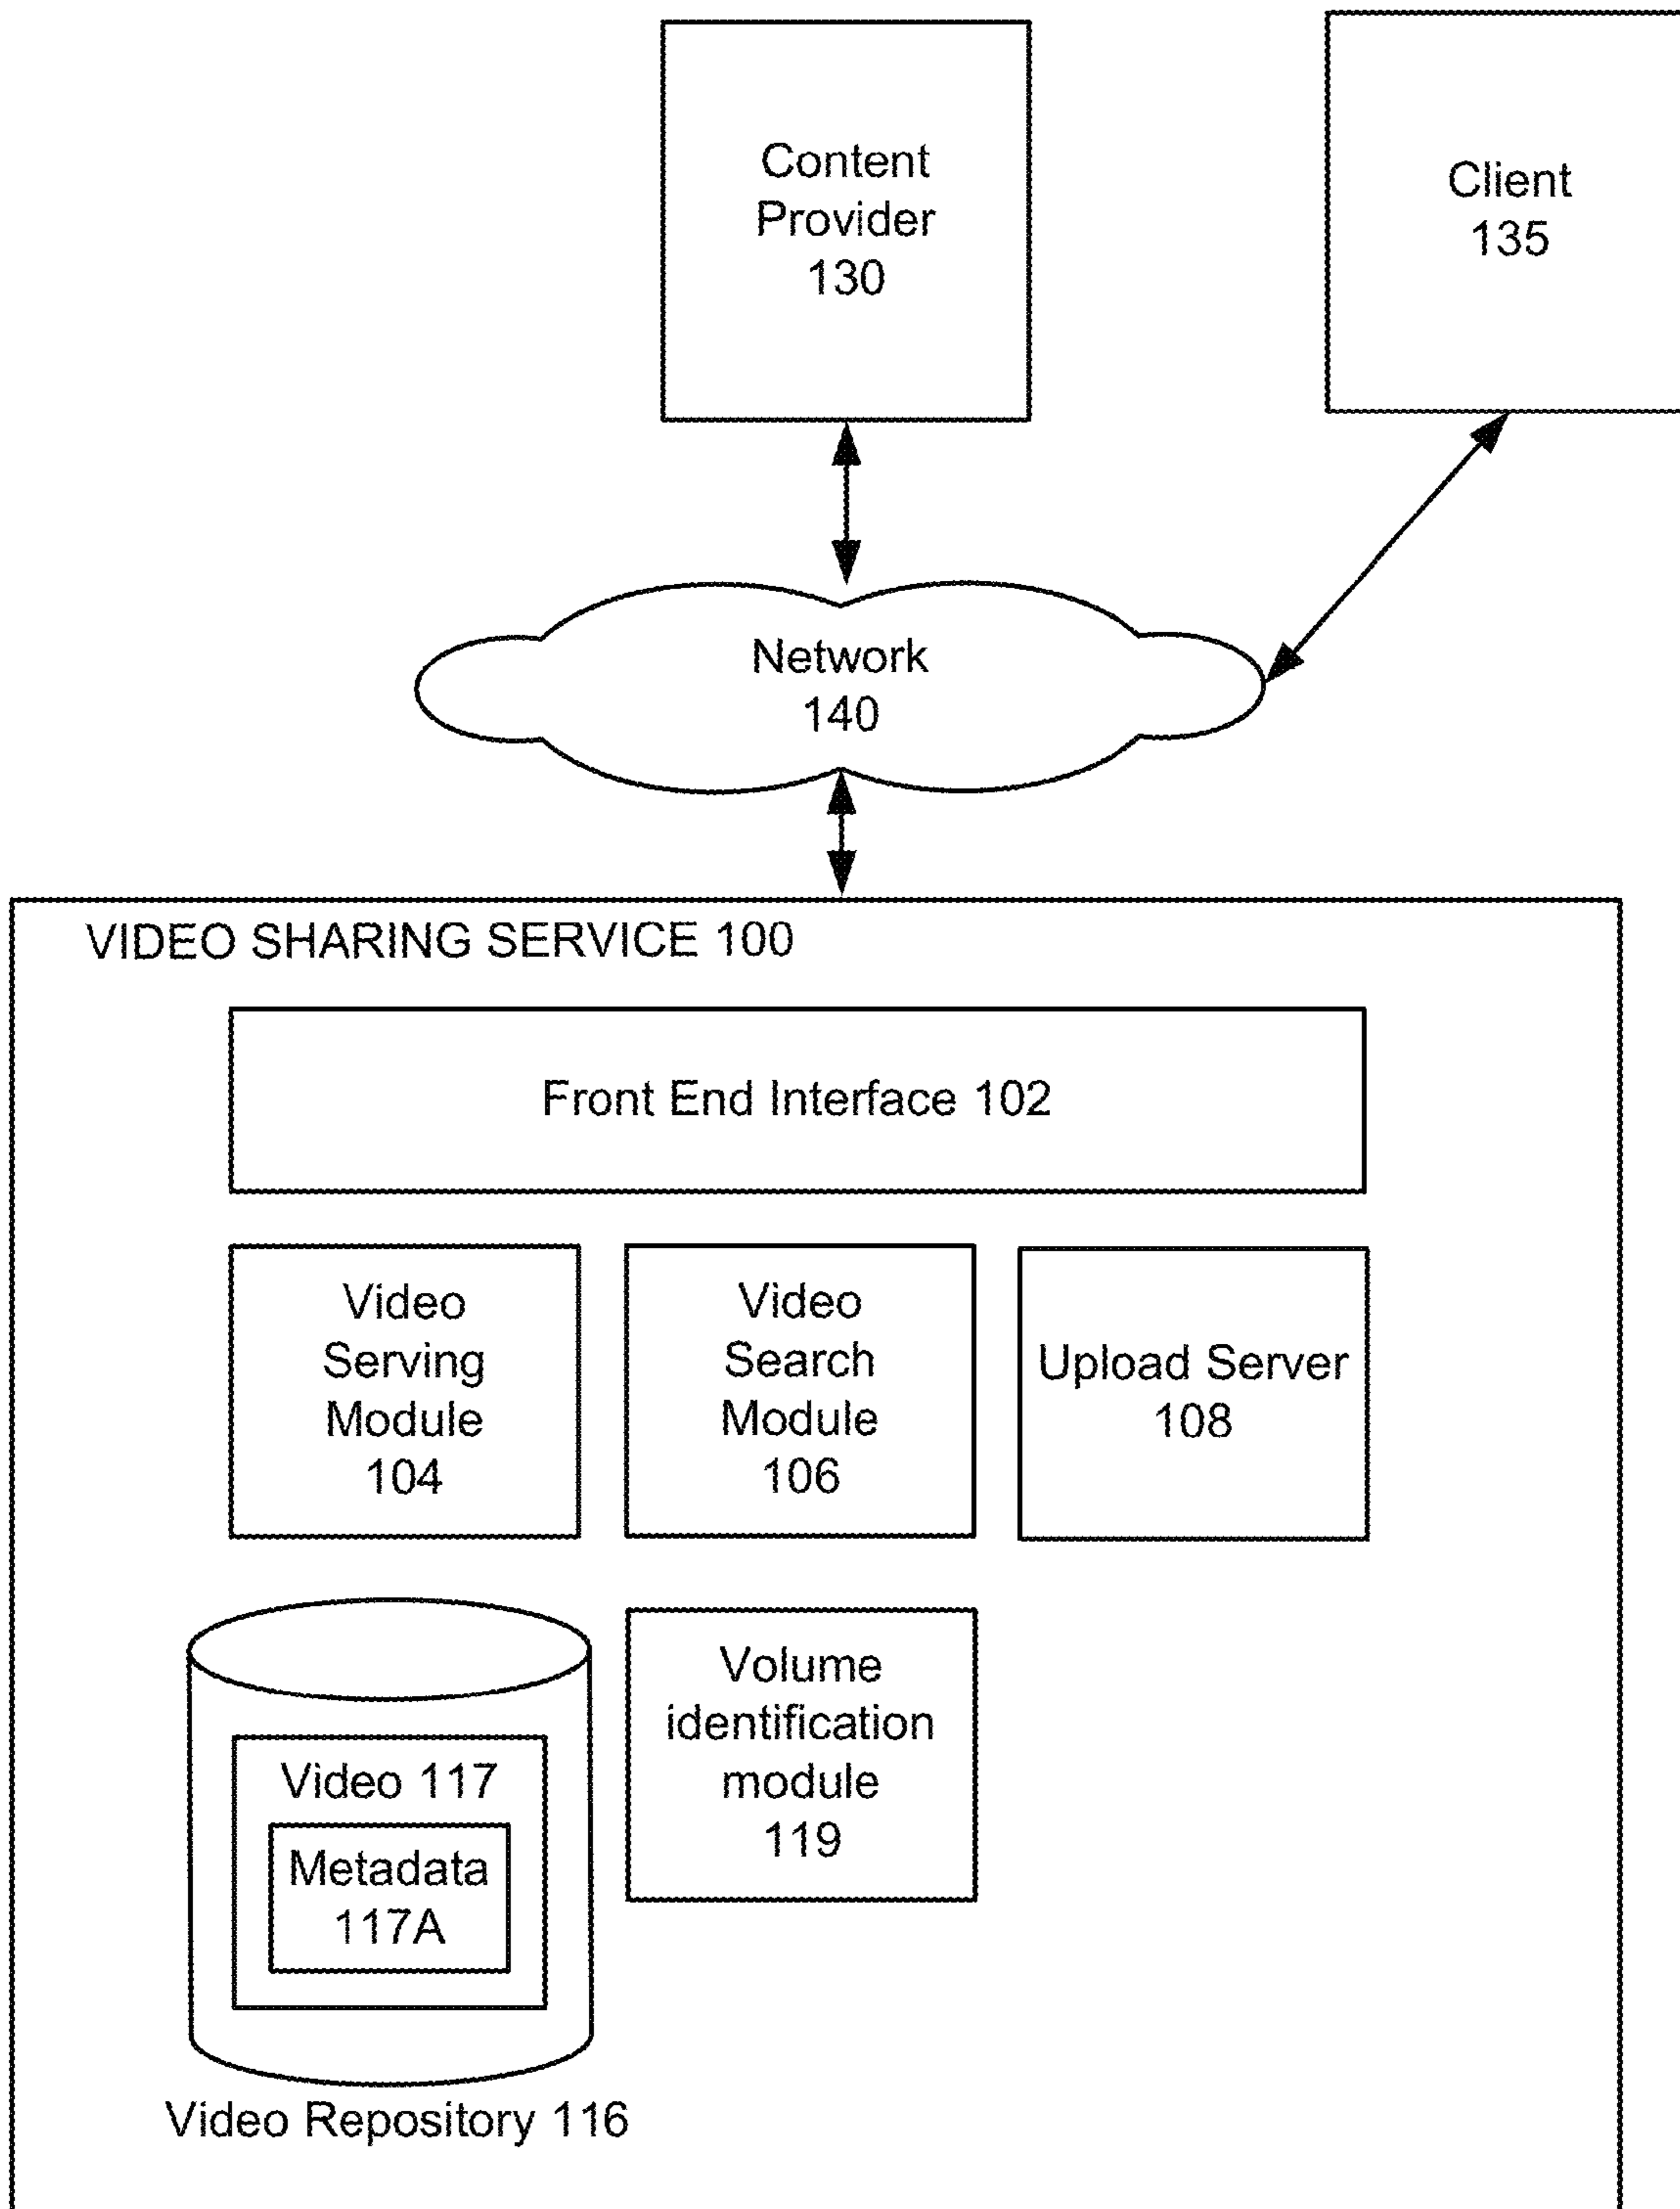 Content
Provider
130
Client
135
Network
140
VIDEO SHARING SERVICE 100
Front End Interface 102
Video
Serving
Module
104
Video
Search
Module
106
Upload Server
108
Video 117
Metadata
117A
Volume
identification
module
119
Video Repository 116